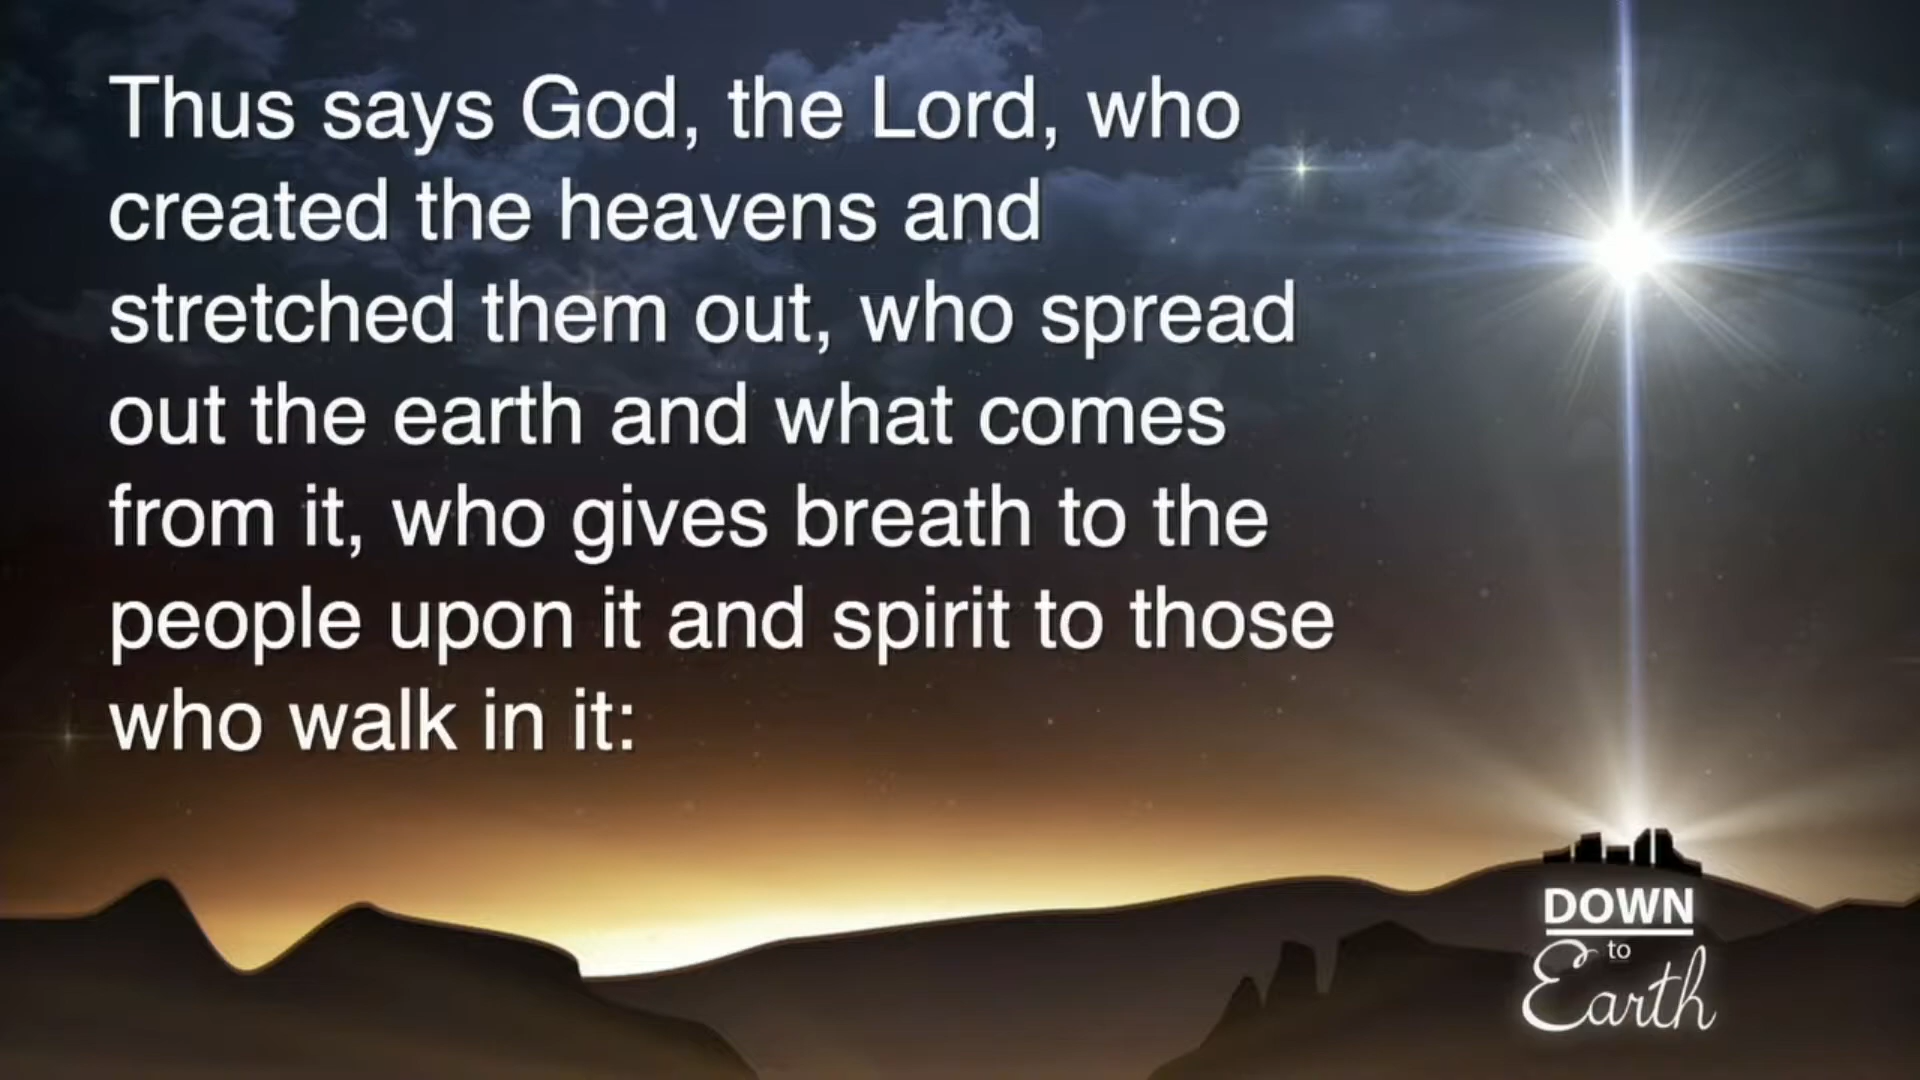 Thus says God, the Lord, who
created the heavens and
stretched them out, who spread
out the earth and what comes
from it, who gives breath to the
people upon it and spirit to those
who walk in it:
DOWN
to
Earth